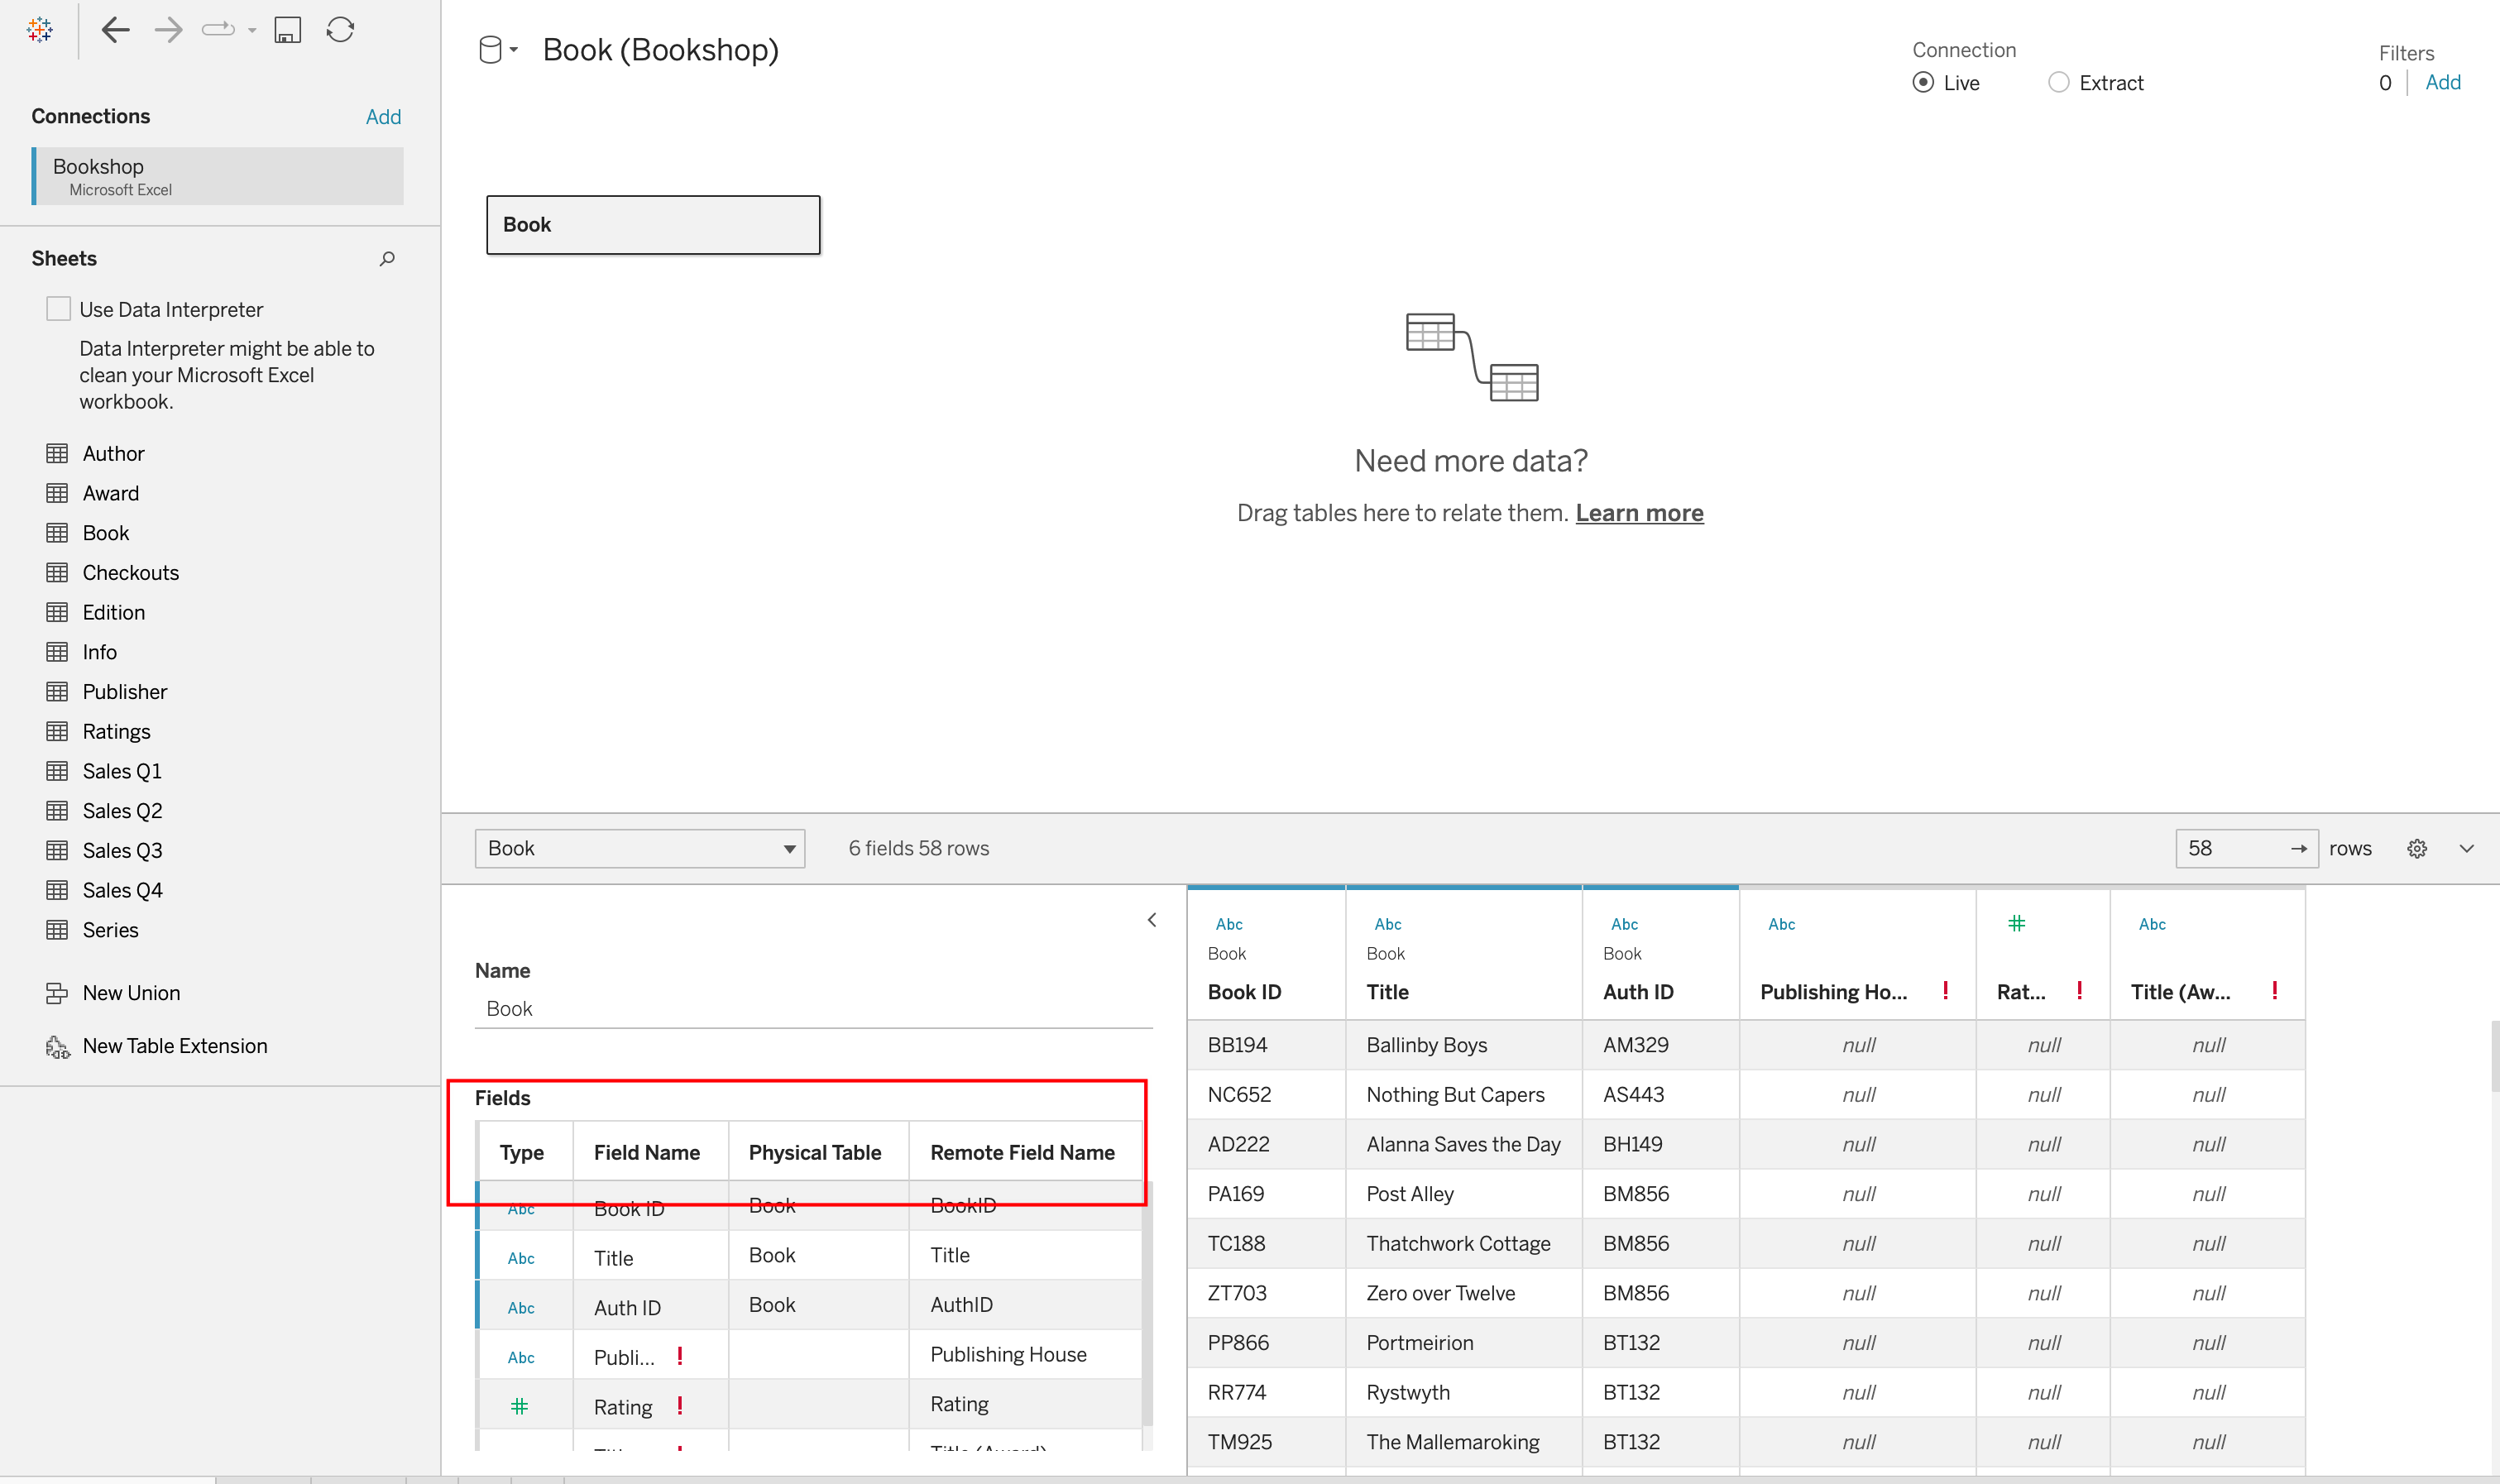 Book (Bookshop)
Connection
Live
Extract
Filters
0
Add
Connections
Add
Bookshop
Microsoft Excel
Sheets
Use Data Interpreter
Data Interpreter might be able to
clean your Microsoft Excel
workbook.
Author
Award
Book
Checkouts
Edition
Info
Publisher
Ratings
Sales Q1
Sales Q2
Sales Q3
Sales Q4
Series
New Union
New Table Extension
Book
Need more data?
Drag tables here to relate them. Learn more
Book
6 fields 58 rows
58 → rows
Name
Book
Fields
Type Field Name Physical Table Remote Field Name
Abc Book ID Book BookID
Abc Title Book Title
Abc Auth ID Book AuthID
Abc Publi... ! Publishing House
# Rating ! Rating
! Title (Award)
Abc Abc Abc Abc # Abc
Book Book Book
Book ID Title Auth ID Publishing Ho... ! Rat... ! Title (Aw... !
BB194 Ballinby Boys AM329 null null null
NC652 Nothing But Capers AS443 null null null
AD222 Alanna Saves the Day BH149 null null null
PA169 Post Alley BM856 null null null
TC188 Thatchwork Cottage BM856 null null null
ZT703 Zero over Twelve BM856 null null null
PP866 Portmeirion BT132 null null null
RR774 Rystwyth BT132 null null null
TM925 The Mallemaroking BT132 null null null